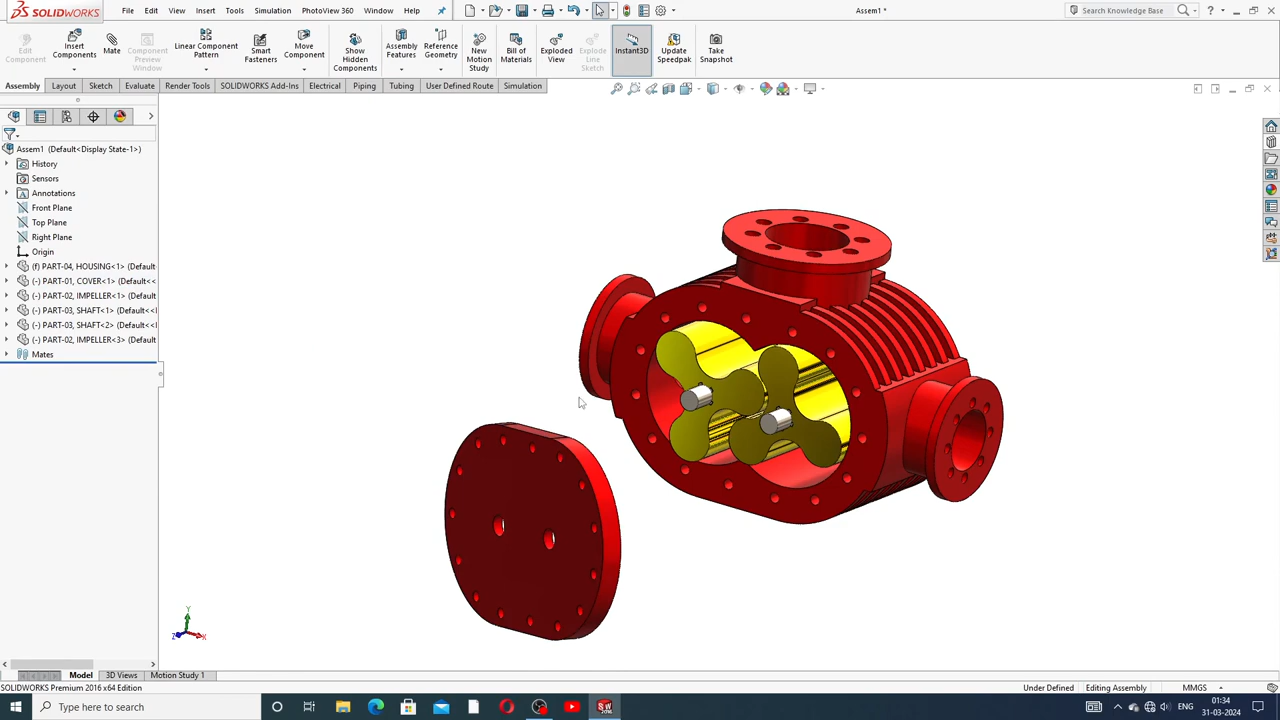 SOLIDWORKS
File Edit View Insert Tools Simulation PhotoView 360 Window Help
Assem1 *
Search Knowledge Base
Edit Component
Insert Components
Mate
Component Preview Window
Linear Component Pattern
Smart Fasteners
Move Component
Show Hidden Components
Assembly Features
Reference Geometry
New Motion Study
Bill of Materials
Exploded View
Explode Line Sketch
Instant3D
Update Speedpak
Take Snapshot
Assembly Layout Sketch Evaluate Render Tools SOLIDWORKS Add-Ins Electrical Piping Tubing User Defined Route Simulation
Assem1 (Default<Display State-1>)
History
Sensors
Annotations
Front Plane
Top Plane
Right Plane
Origin
(f) PART-04, HOUSING<1> (Default
(-) PART-01, COVER<1> (Default<<
(-) PART-02, IMPELLER<1> (Default
(-) PART-03, SHAFT<1> (Default<<I
(-) PART-03, SHAFT<2> (Default<<I
(-) PART-02, IMPELLER<3> (Default
Mates
Y
Z X
Model 3D Views Motion Study 1
SOLIDWORKS Premium 2016 x64 Edition
Under Defined Editing Assembly MMGS
Type here to search
ENG
01:34
31-03-2024